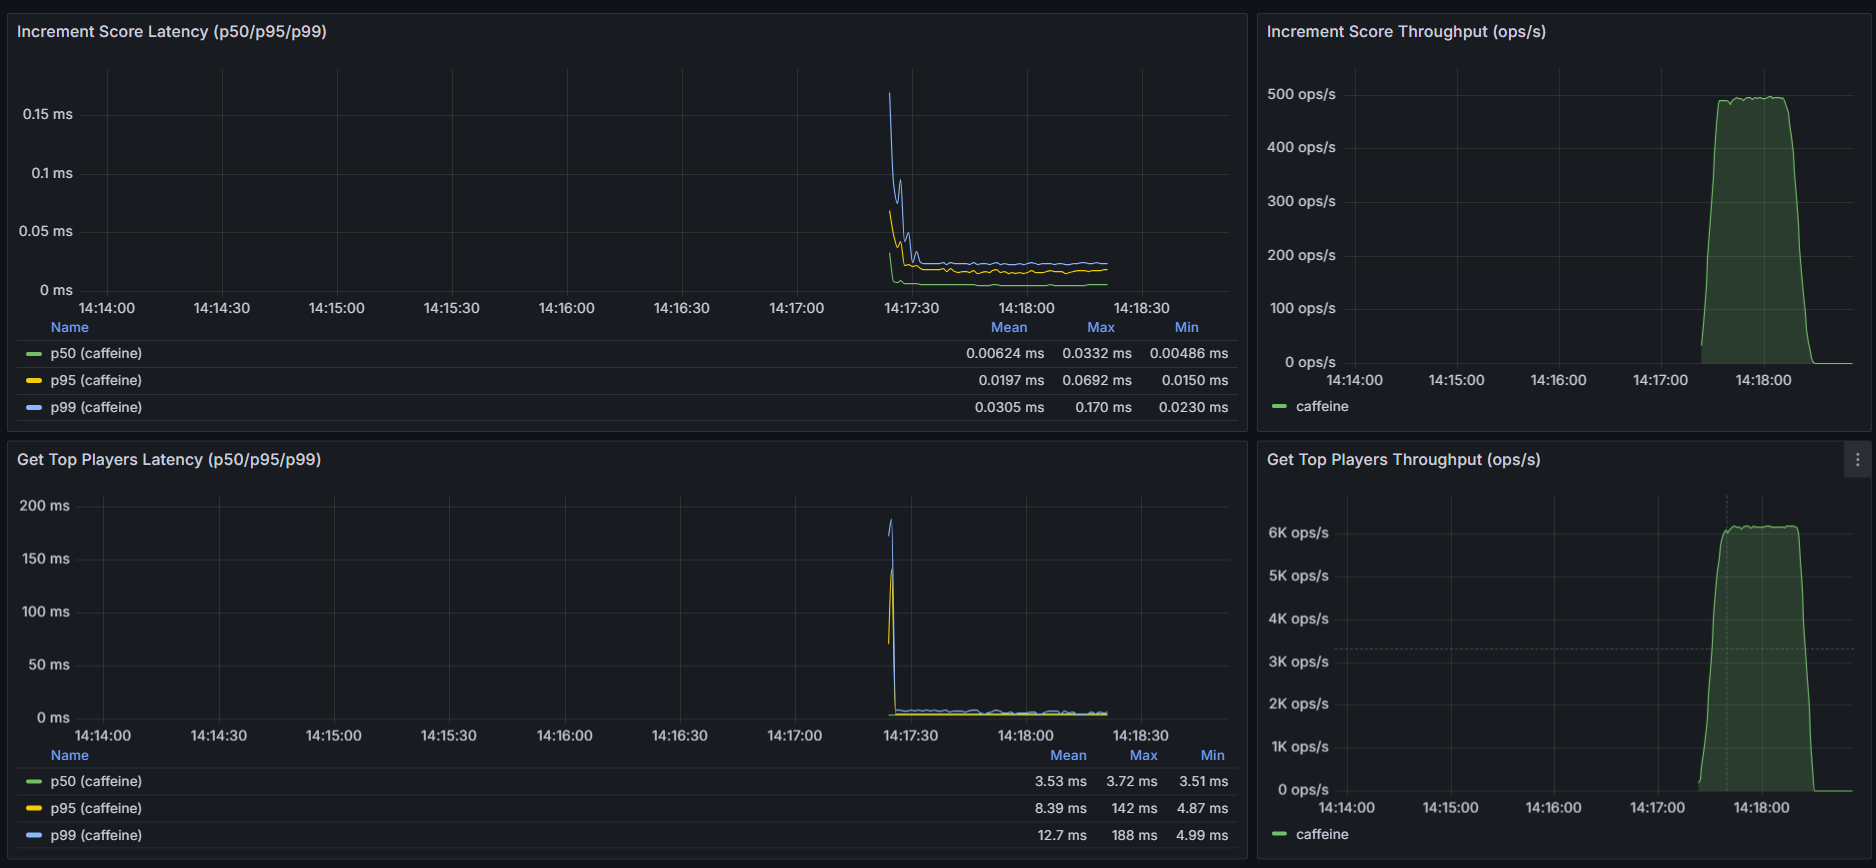 Increment Score Latency (p50/p95/p99)
0.15 ms
0.1 ms
0.05 ms
0 ms
14:14:00 14:14:30 14:15:00 14:15:30 14:16:00 14:16:30 14:17:00 14:17:30 14:18:00 14:18:30
Name Mean Max Min
p50 (caffeine) 0.00624 ms 0.0332 ms 0.00486 ms
p95 (caffeine) 0.0197 ms 0.0692 ms 0.0150 ms
p99 (caffeine) 0.0305 ms 0.170 ms 0.0230 ms
Increment Score Throughput (ops/s)
500 ops/s
400 ops/s
300 ops/s
200 ops/s
100 ops/s
0 ops/s
14:14:00 14:15:00 14:16:00 14:17:00 14:18:00
caffeine
Get Top Players Latency (p50/p95/p99)
200 ms
150 ms
100 ms
50 ms
0 ms
14:14:00 14:14:30 14:15:00 14:15:30 14:16:00 14:16:30 14:17:00 14:17:30 14:18:00 14:18:30
Name Mean Max Min
p50 (caffeine) 3.53 ms 3.72 ms 3.51 ms
p95 (caffeine) 8.39 ms 142 ms 4.87 ms
p99 (caffeine) 12.7 ms 188 ms 4.99 ms
Get Top Players Throughput (ops/s)
6K ops/s
5K ops/s
4K ops/s
3K ops/s
2K ops/s
1K ops/s
0 ops/s
14:14:00 14:15:00 14:16:00 14:17:00 14:18:00
caffeine